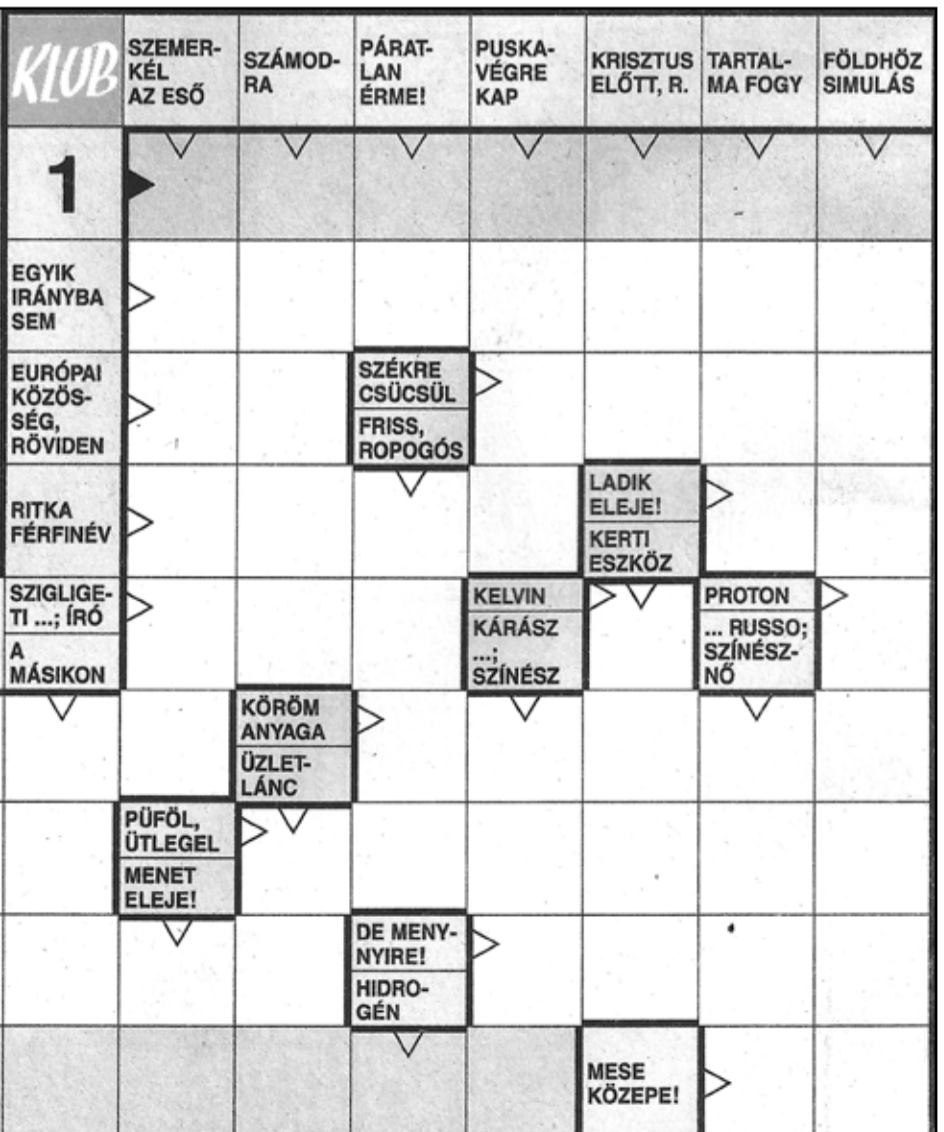 KLUB
SZEMER-
KÉL
AZ ESŐ
SZÁMOD-
RA
PÁRAT-
LAN
ÉRME!
PUSKA-
VÉGRE
KAP
KRISZTUS
ELŐTT, R.
TARTAL-
MA FOGY
FÖLDHÖZ
SIMULÁS
1
EGYIK
IRÁNYBA
SEM
EURÓPAI
KÖZÖS-
SÉG,
RÖVIDEN
SZÉKRE
CSÜCSÜL
FRISS,
ROPOGÓS
RITKA
FÉRFINÉV
LADIK
ELEJE!
KERTI
ESZKÖZ
SZIGLIGE-
TI ...; ÍRÓ
A
MÁSIKON
KELVIN
KÁRÁSZ
...;
SZÍNÉSZ
PROTON
... RUSSO;
SZÍNÉSZ-
NŐ
KÖRÖM
ANYAGA
ÜZLET-
LÁNC
PÜFÖL,
ÜTLEGEL
MENET
ELEJE!
DE MENY-
NYIRE!
HIDRO-
GÉN
MESE
KÖZEPE!